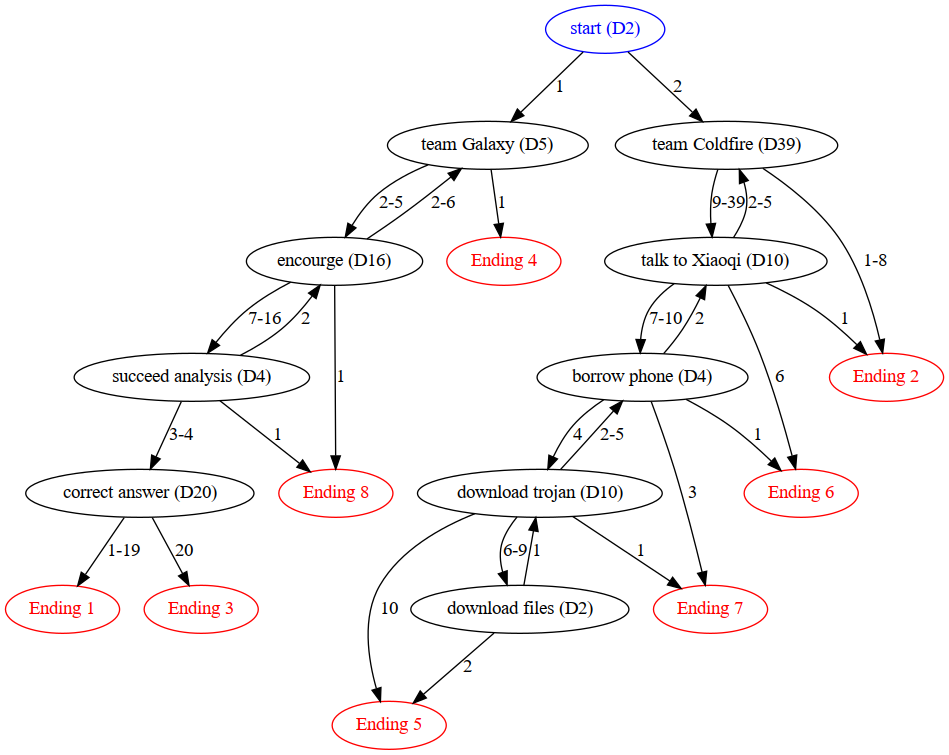 start (D2)
1
2
team Galaxy (D5)
team Coldfire (D39)
2-5
2-6
1
9-39
2-5
1-8
encourge (D16)
Ending 4
talk to Xiaoqi (D10)
7-16
2
1
7-10
2
6
1
succeed analysis (D4)
borrow phone (D4)
Ending 2
3-4
1
4
2-5
3
1
correct answer (D20)
Ending 8
download trojan (D10)
Ending 6
1-19
20
10
6-9
1
1
Ending 1
Ending 3
download files (D2)
Ending 7
2
Ending 5